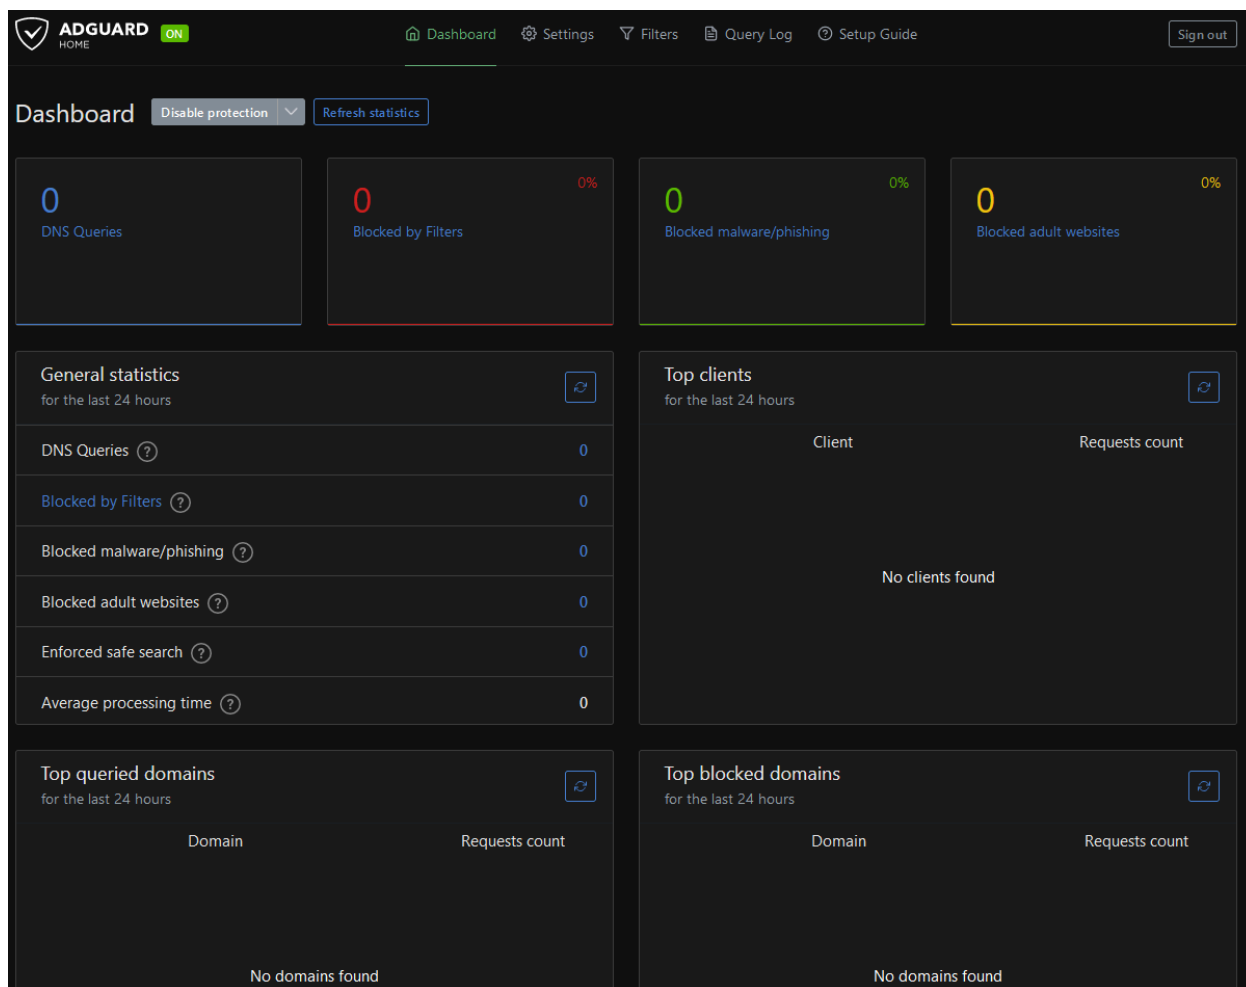 ADGUARD ON
HOME
Dashboard Settings Filters Query Log Setup Guide Sign out
Dashboard Disable protection Refresh statistics
0
DNS Queries
0% 0
Blocked by Filters
0% 0
Blocked malware/phishing
0% 0
Blocked adult websites
General statistics
for the last 24 hours
DNS Queries ? 0
Blocked by Filters ? 0
Blocked malware/phishing ? 0
Blocked adult websites ? 0
Enforced safe search ? 0
Average processing time ? 0
Top clients
for the last 24 hours
Client Requests count
No clients found
Top queried domains
for the last 24 hours
Domain Requests count
No domains found
Top blocked domains
for the last 24 hours
Domain Requests count
No domains found